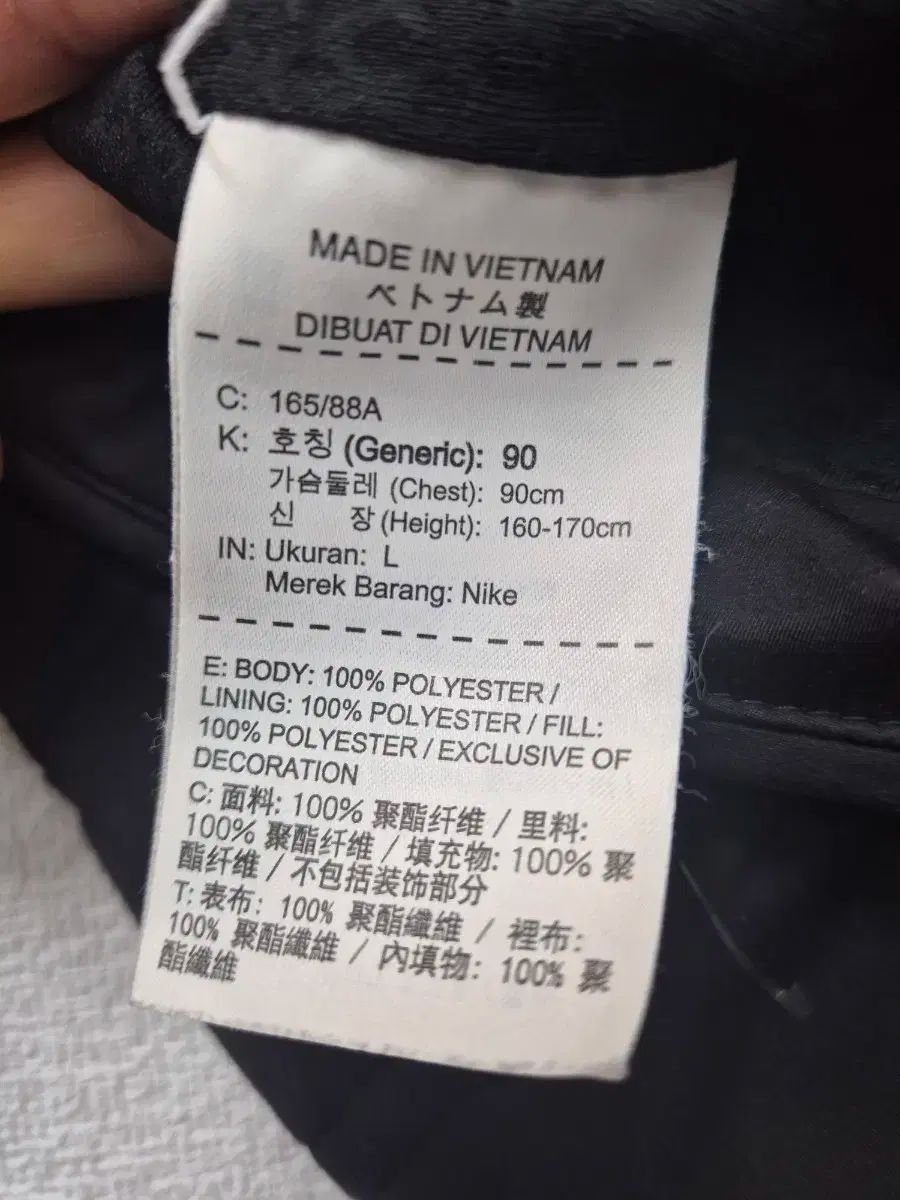 MADE IN VIETNAM
ベトナム製
DIBUAT DI VIETNAM
C: 165/88A
K: 호칭 (Generic): 90
가슴둘레 (Chest): 90cm
신 장 (Height): 160-170cm
IN: Ukuran: L
Merek Barang: Nike
E: BODY: 100% POLYESTER /
LINING: 100% POLYESTER / FILL:
100% POLYESTER / EXCLUSIVE OF
DECORATION
C: 面料: 100% 聚酯纤维 / 里料:
100% 聚酯纤维 / 填充物: 100% 聚
酯纤维 / 不包括装饰部分
T: 表布: 100% 聚酯纖維 / 裡布:
100% 聚酯纖維 / 內填物: 100% 聚
酯纖維